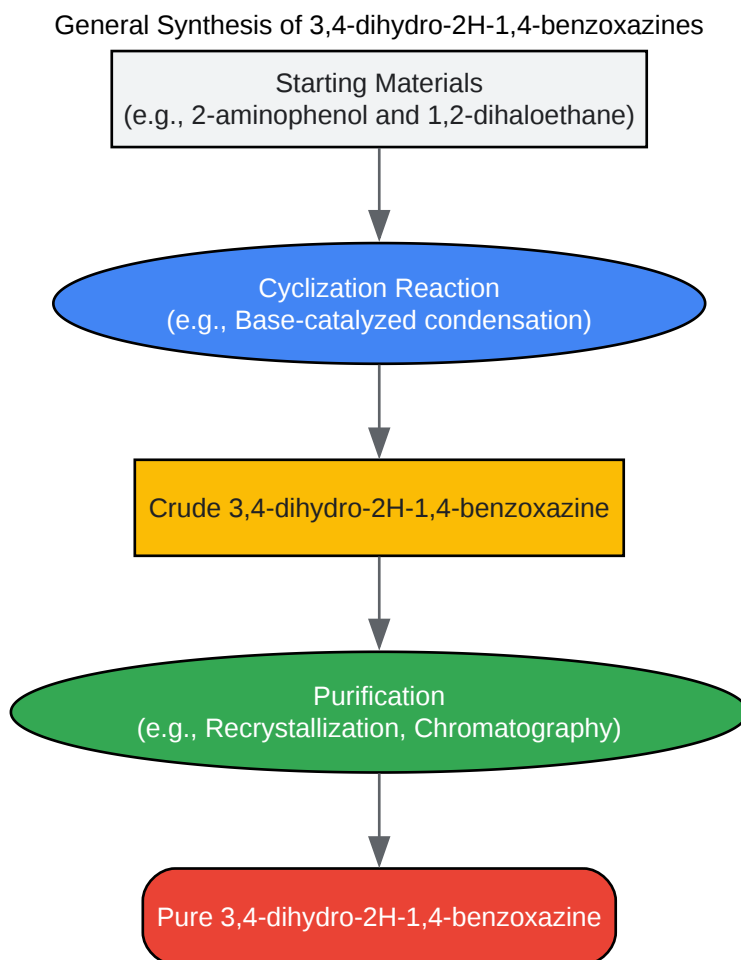 General Synthesis of 3,4-dihydro-2H-1,4-benzoxazines
Starting Materials
(e.g., 2-aminophenol and 1,2-dihaloethane)
Cyclization Reaction
(e.g., Base-catalyzed condensation)
Crude 3,4-dihydro-2H-1,4-benzoxazine
Purification
(e.g., Recrystallization, Chromatography)
Pure 3,4-dihydro-2H-1,4-benzoxazine